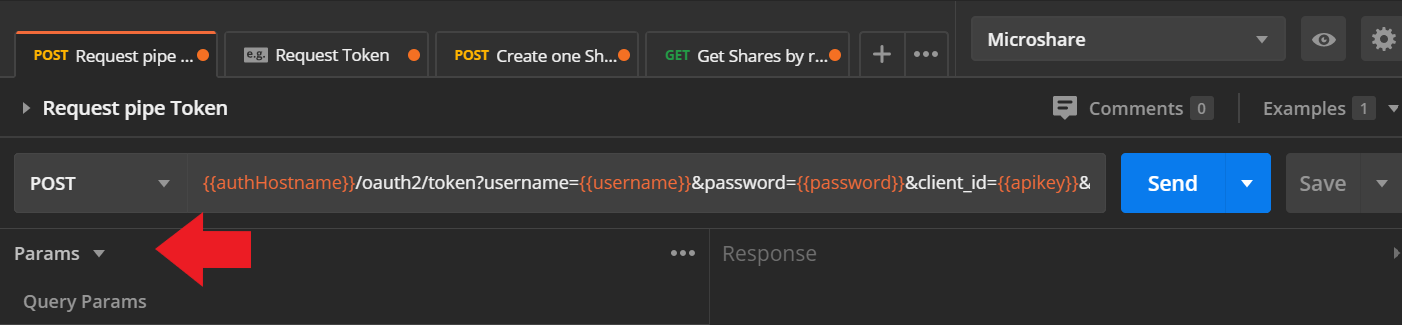 POST Request pipe ... e.g. Request Token POST Create one Sh... GET Get Shares by r... + ••• Microshare
Request pipe Token Comments 0 Examples 1
POST {{authHostname}}/oauth2/token?username={{username}}&password={{password}}&client_id={{apikey}}& Send Save
Params ••• Response
Query Params